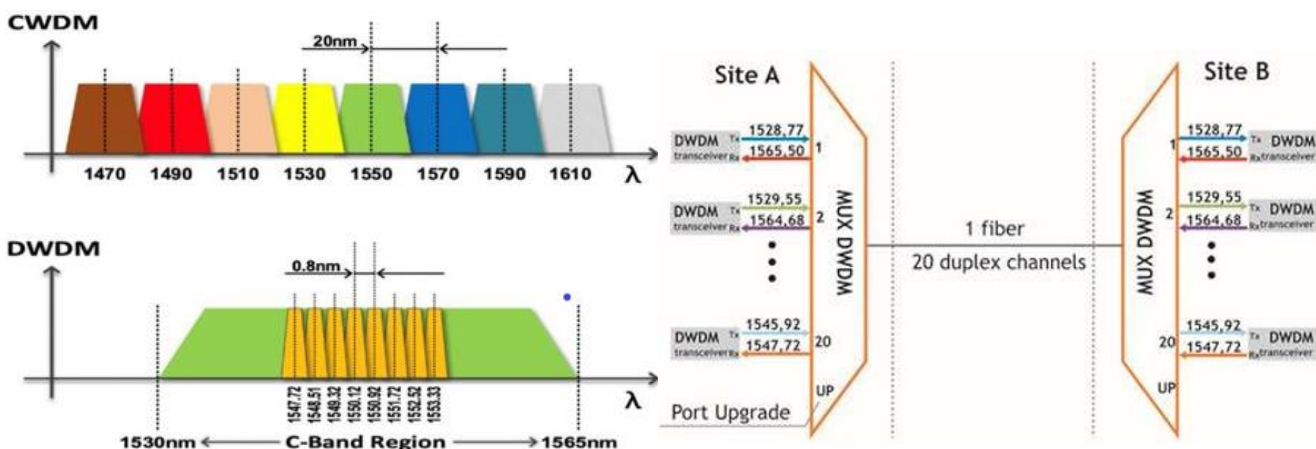 CWDM
20nm
1470 1490 1510 1530 1550 1570 1590 1610 λ
DWDM
0.8nm
1547.72 1548.51 1549.32 1550.12 1550.92 1551.72 1552.52 1553.33
λ
1530nm C-Band Region 1565nm
Site A
DWDM transceiver
Tx 1528,77
Rx 1565,50
1
DWDM transceiver
Tx 1529,55
Rx 1564,68
2
DWDM transceiver
Tx 1545,92
Rx 1547,72
20
UP
MUX DWDM
Port Upgrade
1 fiber
20 duplex channels
Site B
MUX DWDM
1
1528,77 Tx
1565,50 Rx
DWDM transceiver
2
1529,55 Tx
1564,68 Rx
DWDM transceiver
20
1545,92 Tx
1547,72 Rx
DWDM transceiver
UP